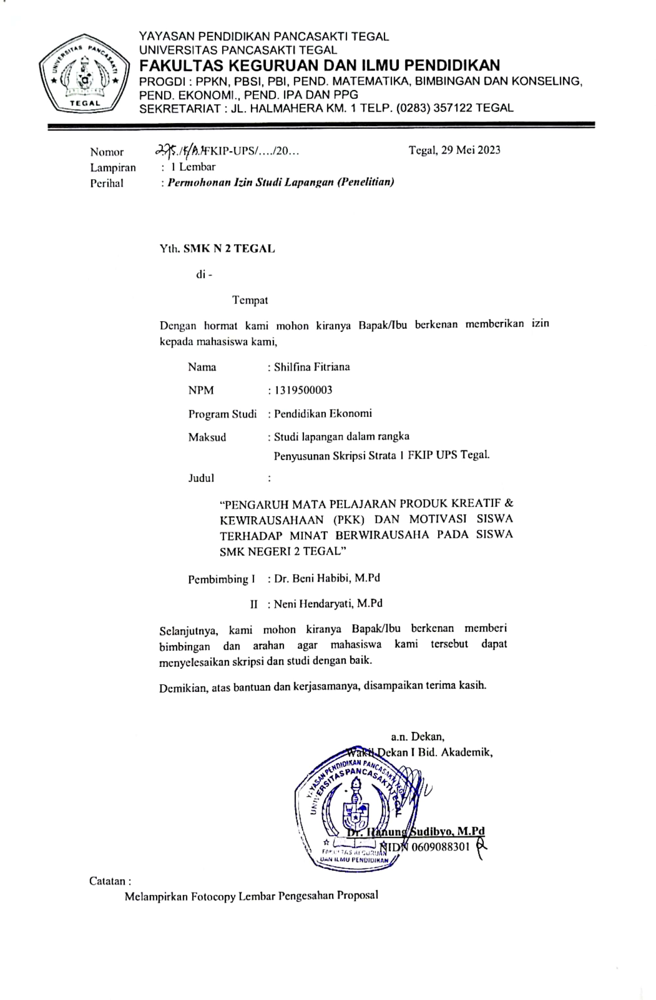 UNIVERSITAS PANCASAKTI
TEGAL
YAYASAN PENDIDIKAN PANCASAKTI TEGAL
UNIVERSITAS PANCASAKTI TEGAL
FAKULTAS KEGURUAN DAN ILMU PENDIDIKAN
PROGDI : PPKN, PBSI, PBI, PEND. MATEMATIKA, BIMBINGAN DAN KONSELING,
PEND. EKONOMI., PEND. IPA DAN PPG
SEKRETARIAT : JL. HALMAHERA KM. 1 TELP. (0283) 357122 TEGAL
Nomor FKIP-UPS/..../20... Tegal, 29 Mei 2023
Lampiran : 1 Lembar
Perihal : Permohonan Izin Studi Lapangan (Penelitian)
Yth. SMK N 2 TEGAL
di -
Tempat
Dengan hormat kami mohon kiranya Bapak/Ibu berkenan memberikan izin
kepada mahasiswa kami,
Nama : Shilfina Fitriana
NPM : 1319500003
Program Studi : Pendidikan Ekonomi
Maksud : Studi lapangan dalam rangka
Penyusunan Skripsi Strata 1 FKIP UPS Tegal.
Judul :
“PENGARUH MATA PELAJARAN PRODUK KREATIF &
KEWIRAUSAHAAN (PKK) DAN MOTIVASI SISWA
TERHADAP MINAT BERWIRAUSAHA PADA SISWA
SMK NEGERI 2 TEGAL”
Pembimbing I : Dr. Beni Habibi, M.Pd
II : Neni Hendaryati, M.Pd
Selanjutnya, kami mohon kiranya Bapak/Ibu berkenan memberi
bimbingan dan arahan agar mahasiswa kami tersebut dapat
menyelesaikan skripsi dan studi dengan baik.
Demikian, atas bantuan dan kerjasamanya, disampaikan terima kasih.
a.n. Dekan,
Wakil Dekan I Bid. Akademik,
YAYASAN PENDIDIKAN PANCASAKTI TEGAL
UNIVERSITAS PANCASAKTI TEGAL
Dr. Hanung Sudibyo, M.Pd
NIDN 0609088301
FAKULTAS KEGURUAN
DAN ILMU PENDIDIKAN
Catatan :
Melampirkan Fotocopy Lembar Pengesahan Proposal